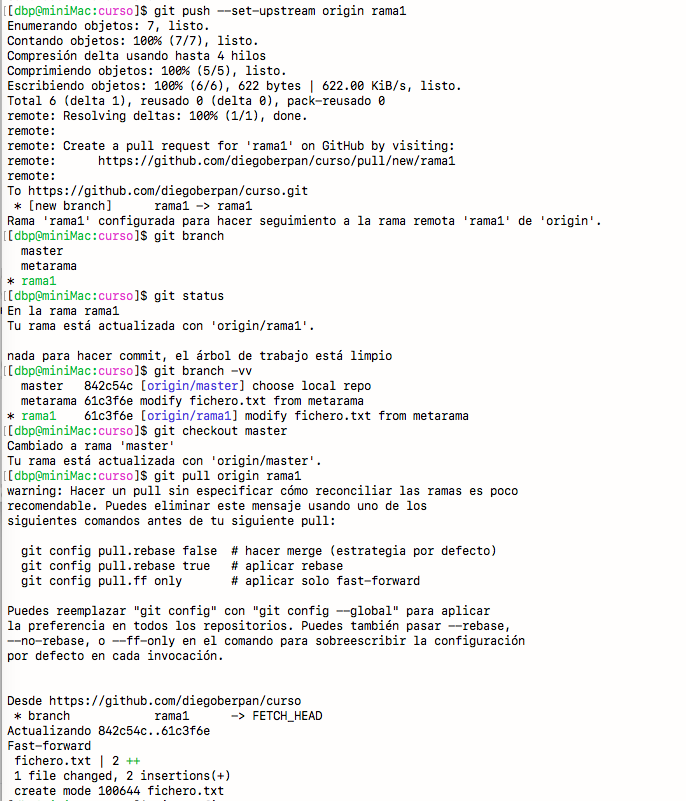 [[dbp@miniMac:curso]$ git push --set-upstream origin rama1
Enumerando objetos: 7, listo.
Contando objetos: 100% (7/7), listo.
Compresión delta usando hasta 4 hilos
Comprimiendo objetos: 100% (5/5), listo.
Escribiendo objetos: 100% (6/6), 622 bytes | 622.00 KiB/s, listo.
Total 6 (delta 1), reusado 0 (delta 0), pack-reusado 0
remote: Resolving deltas: 100% (1/1), done.
remote:
remote: Create a pull request for 'rama1' on GitHub by visiting:
remote:      https://github.com/diegoberpan/curso/pull/new/rama1
remote:
To https://github.com/diegoberpan/curso.git
 * [new branch]      rama1 -> rama1
Rama 'rama1' configurada para hacer seguimiento a la rama remota 'rama1' de 'origin'.
[[dbp@miniMac:curso]$ git branch
  master
  metarama
* rama1
[[dbp@miniMac:curso]$ git status
En la rama rama1
Tu rama está actualizada con 'origin/rama1'.

nada para hacer commit, el árbol de trabajo está limpio
[[dbp@miniMac:curso]$ git branch -vv
  master   842c54c [origin/master] choose local repo
  metarama 61c3f6e modify fichero.txt from metarama
* rama1    61c3f6e [origin/rama1] modify fichero.txt from metarama
[[dbp@miniMac:curso]$ git checkout master
Cambiado a rama 'master'
Tu rama está actualizada con 'origin/master'.
[[dbp@miniMac:curso]$ git pull origin rama1
warning: Hacer un pull sin especificar cómo reconciliar las ramas es poco
recomendable. Puedes eliminar este mensaje usando uno de los
siguientes comandos antes de tu siguiente pull:

  git config pull.rebase false  # hacer merge (estrategia por defecto)
  git config pull.rebase true   # aplicar rebase
  git config pull.ff only       # aplicar solo fast-forward

Puedes reemplazar "git config" con "git config --global" para aplicar
la preferencia en todos los repositorios. Puedes también pasar --rebase,
--no-rebase, o --ff-only en el comando para sobreescribir la configuración
por defecto en cada invocación.

Desde https://github.com/diegoberpan/curso
 * branch            rama1      -> FETCH_HEAD
Actualizando 842c54c..61c3f6e
Fast-forward
 fichero.txt | 2 ++
 1 file changed, 2 insertions(+)
 create mode 100644 fichero.txt